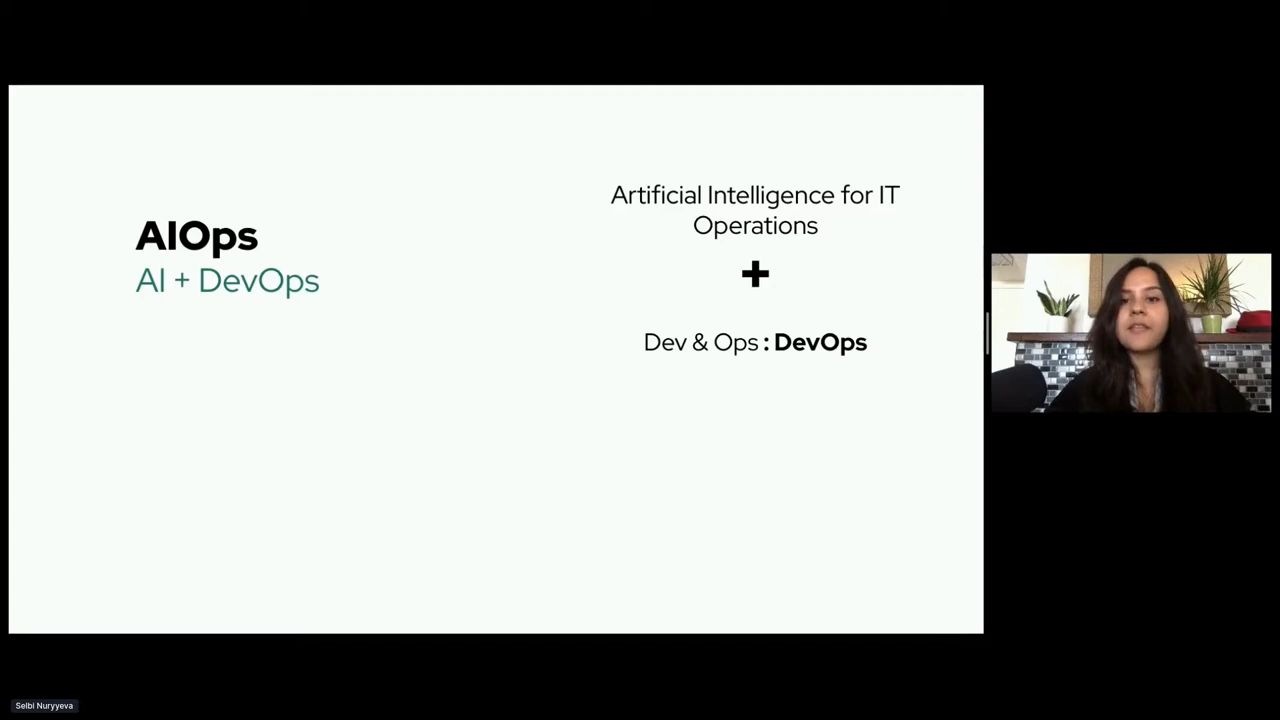 AIOps
AI + DevOps
Artificial Intelligence for IT
Operations
+
Dev & Ops : DevOps
Selbi Nuryyeva